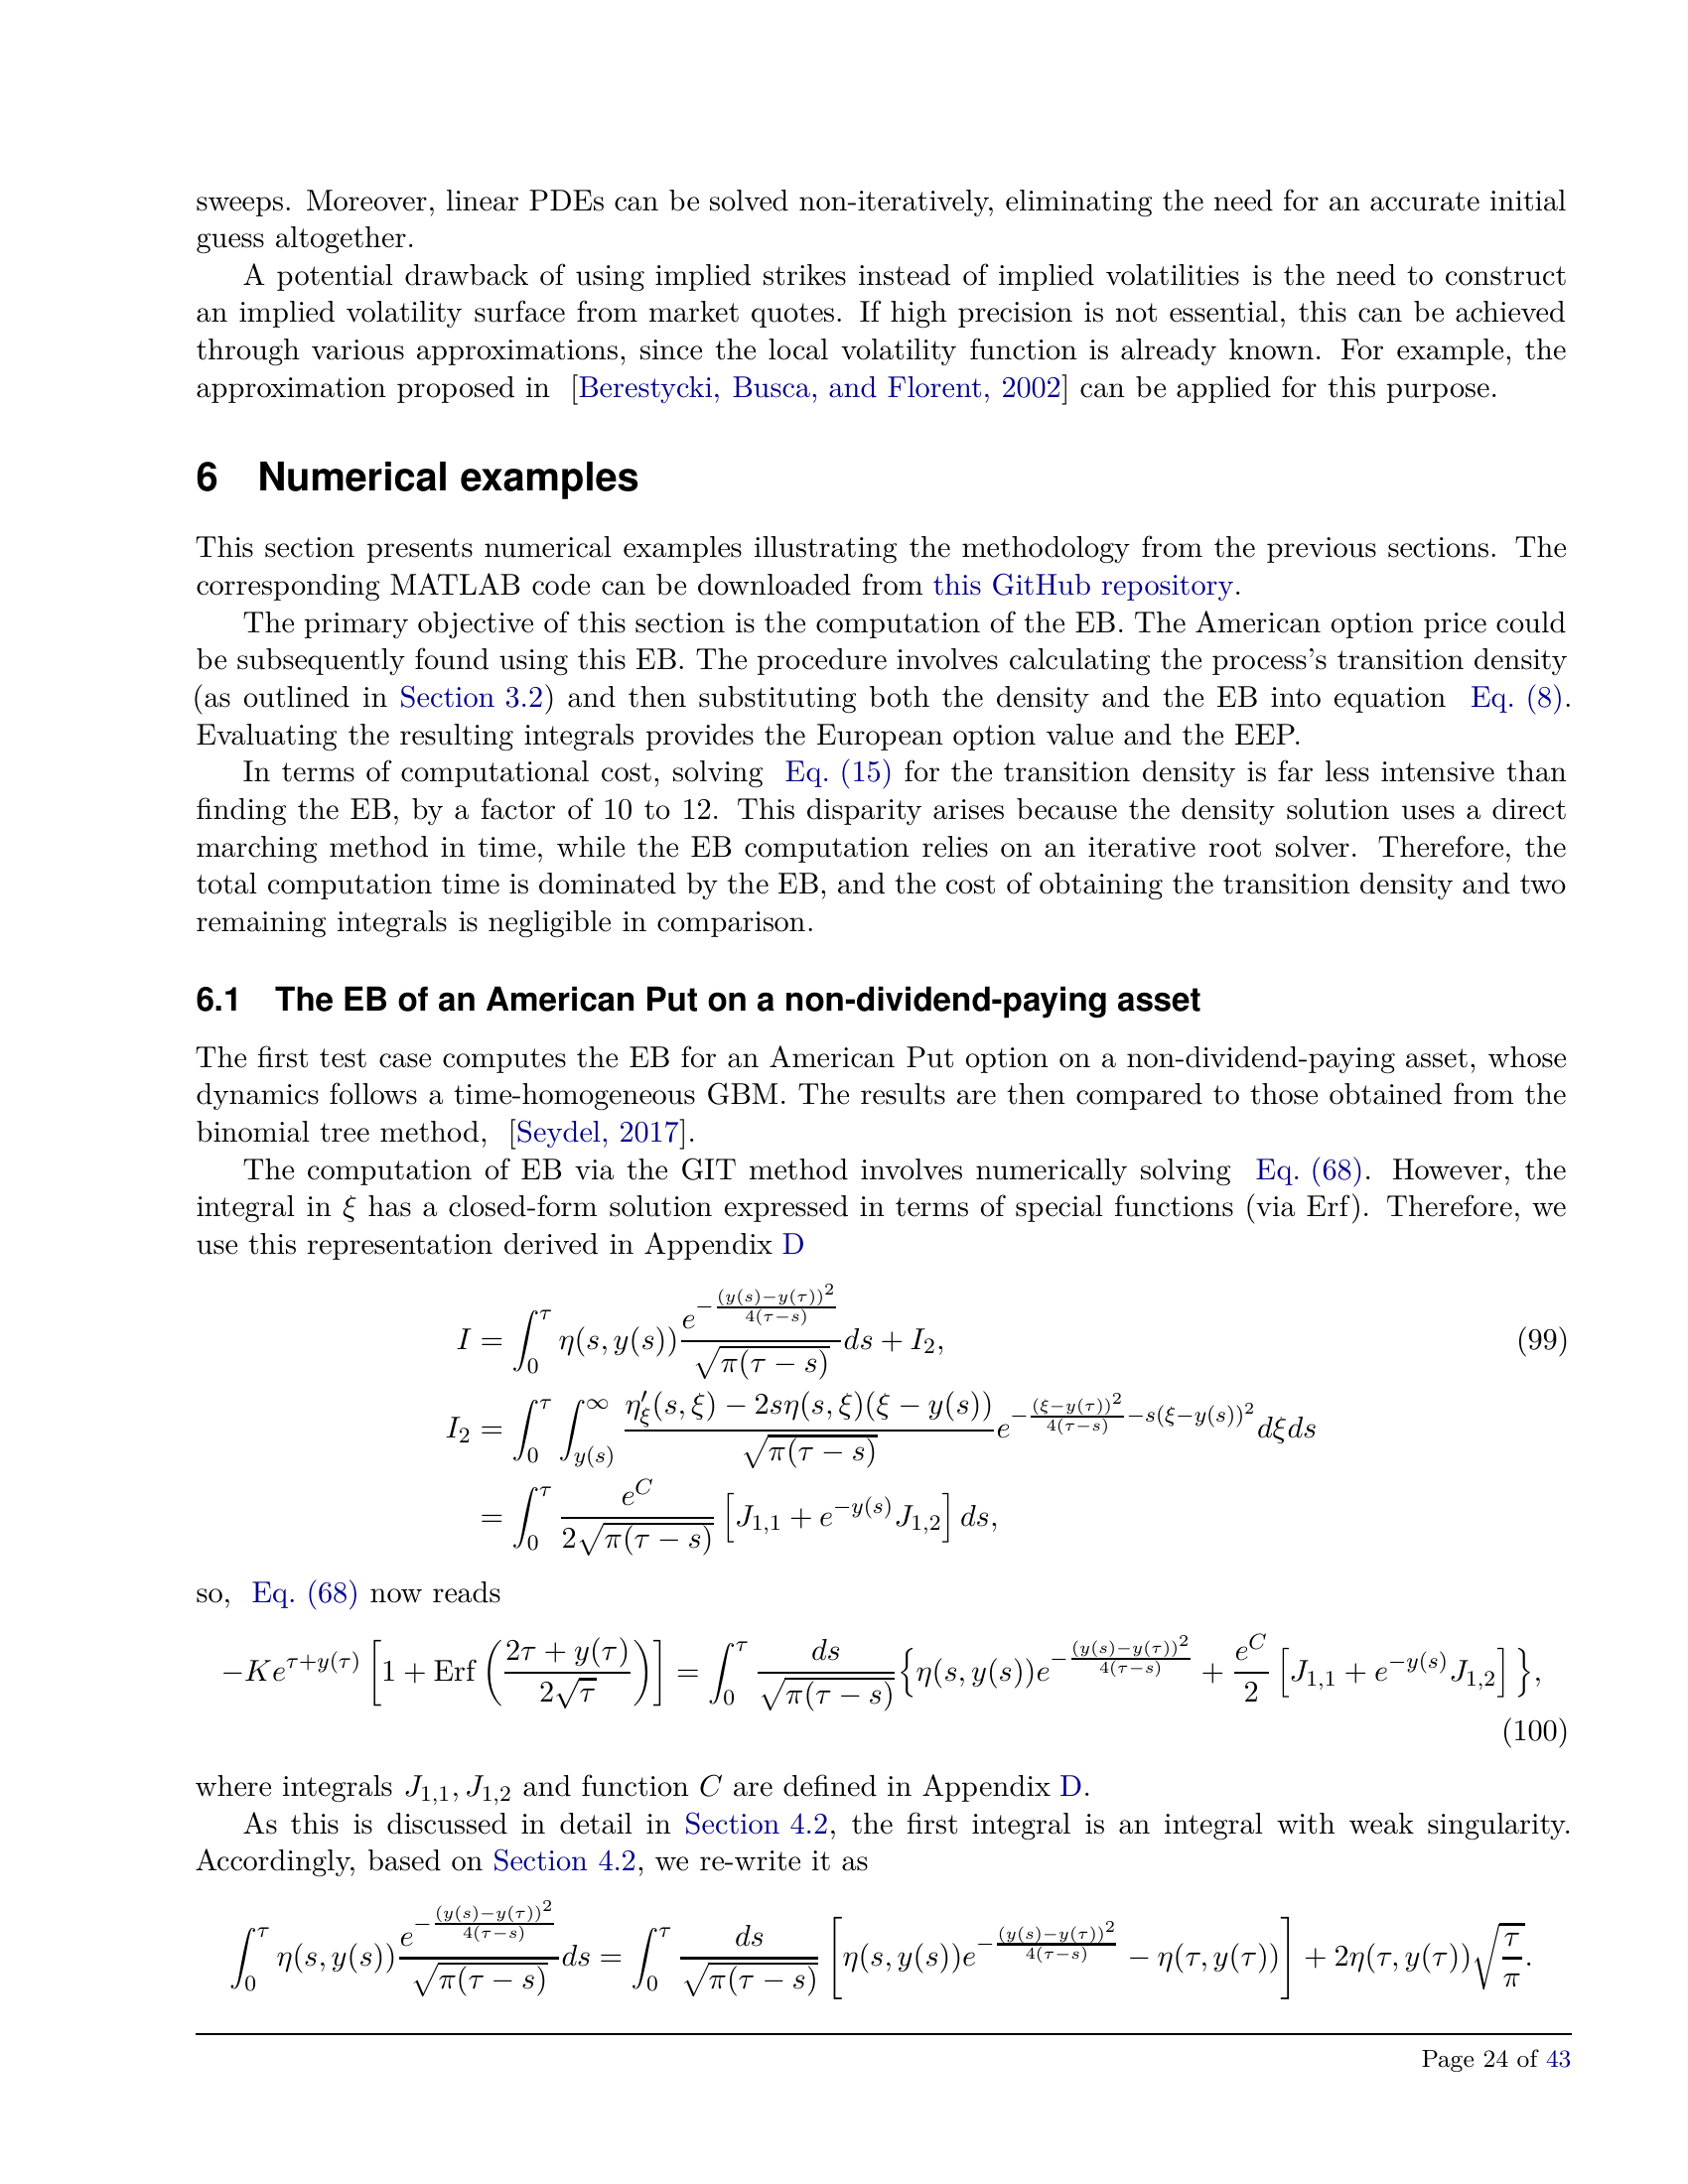 sweeps. Moreover, linear PDEs can be solved non-iteratively, eliminating the need for an accurate initial
guess altogether.
A potential drawback of using implied strikes instead of implied volatilities is the need to construct
an implied volatility surface from market quotes. If high precision is not essential, this can be achieved
through various approximations, since the local volatility function is already known. For example, the
approximation proposed in [Berestycki, Busca, and Florent, 2002] can be applied for this purpose.
6 Numerical examples
This section presents numerical examples illustrating the methodology from the previous sections. The
corresponding MATLAB code can be downloaded from this GitHub repository.
The primary objective of this section is the computation of the EB. The American option price could
be subsequently found using this EB. The procedure involves calculating the process's transition density
(as outlined in Section 3.2) and then substituting both the density and the EB into equation Eq. (8).
Evaluating the resulting integrals provides the European option value and the EEP.
In terms of computational cost, solving Eq. (15) for the transition density is far less intensive than
finding the EB, by a factor of 10 to 12. This disparity arises because the density solution uses a direct
marching method in time, while the EB computation relies on an iterative root solver. Therefore, the
total computation time is dominated by the EB, and the cost of obtaining the transition density and two
remaining integrals is negligible in comparison.
6.1 The EB of an American Put on a non-dividend-paying asset
The first test case computes the EB for an American Put option on a non-dividend-paying asset, whose
dynamics follows a time-homogeneous GBM. The results are then compared to those obtained from the
binomial tree method, [Seydel, 2017].
The computation of EB via the GIT method involves numerically solving Eq. (68). However, the
integral in ξ has a closed-form solution expressed in terms of special functions (via Erf). Therefore, we
use this representation derived in Appendix D
$I = \int_0^\tau \eta(s, y(s)) \frac{e^{-\frac{(y(s)-y(\tau))^2}{4(\tau-s)}}}{\sqrt{\pi(\tau-s)}} ds + I_2,$ (99)
$I_2 = \int_0^\tau \int_{y(s)}^\infty \frac{\eta'_\xi(s,\xi) - 2s\eta(s,\xi)(\xi - y(s))}{\sqrt{\pi(\tau-s)}} e^{-\frac{(\xi-y(\tau))^2}{4(\tau-s)} - s(\xi-y(s))^2} d\xi ds$
$= \int_0^\tau \frac{e^C}{2\sqrt{\pi(\tau-s)}} \left[ J_{1,1} + e^{-y(s)} J_{1,2} \right] ds,$
so, Eq. (68) now reads
$-Ke^{\tau+y(\tau)} \left[ 1 + \mathrm{Erf}\left( \frac{2\tau+y(\tau)}{2\sqrt{\tau}} \right) \right] = \int_0^\tau \frac{ds}{\sqrt{\pi(\tau-s)}} \left\{ \eta(s,y(s)) e^{-\frac{(y(s)-y(\tau))^2}{4(\tau-s)}} + \frac{e^C}{2} \left[ J_{1,1} + e^{-y(s)} J_{1,2} \right] \right\},$
(100)
where integrals $J_{1,1}, J_{1,2}$ and function $C$ are defined in Appendix D.
As this is discussed in detail in Section 4.2, the first integral is an integral with weak singularity.
Accordingly, based on Section 4.2, we re-write it as
$\int_0^\tau \eta(s,y(s)) \frac{e^{-\frac{(y(s)-y(\tau))^2}{4(\tau-s)}}}{\sqrt{\pi(\tau-s)}} ds = \int_0^\tau \frac{ds}{\sqrt{\pi(\tau-s)}} \left[ \eta(s,y(s)) e^{-\frac{(y(s)-y(\tau))^2}{4(\tau-s)}} - \eta(\tau,y(\tau)) \right] + 2\eta(\tau,y(\tau)) \sqrt{\frac{\tau}{\pi}}.$
Page 24 of 43